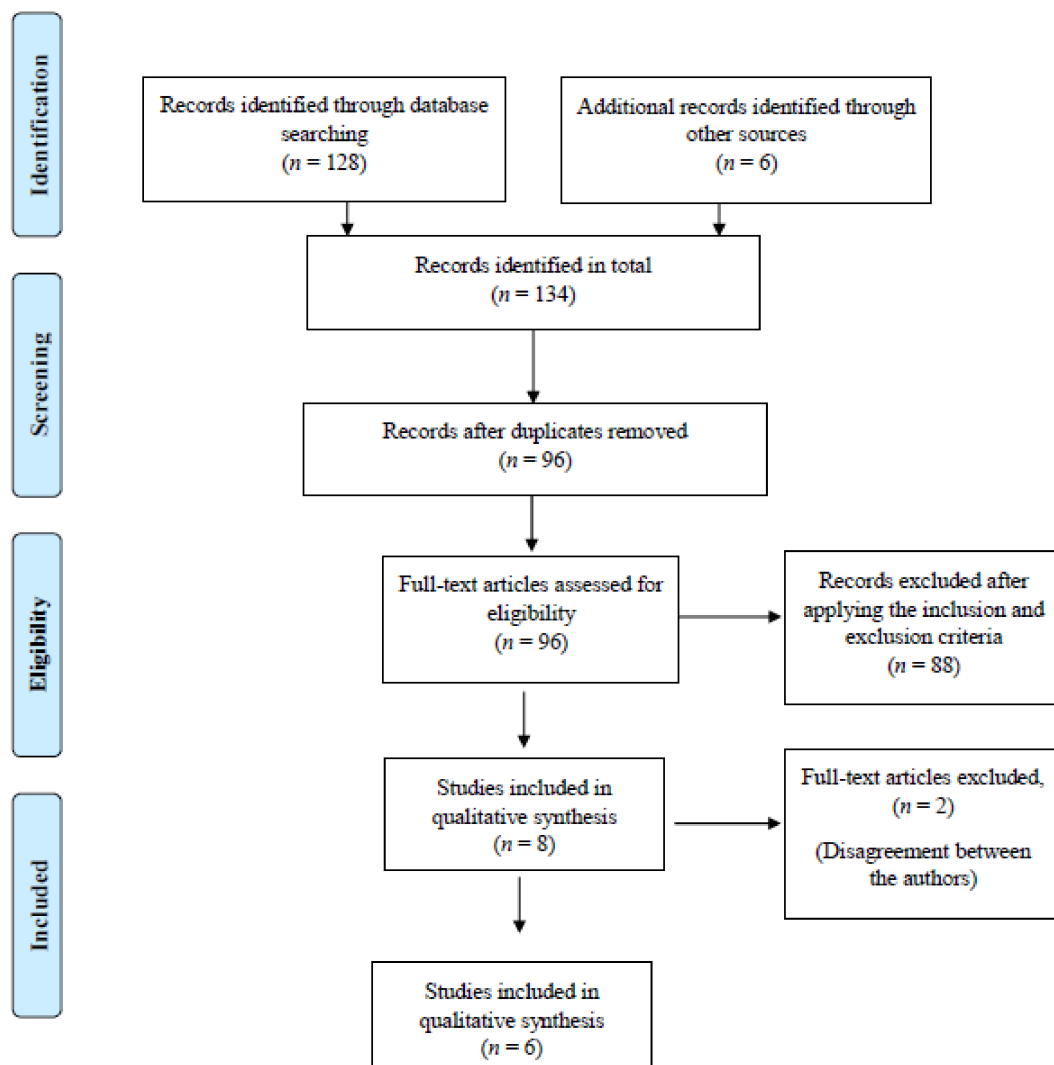 Identification
Records identified through database
searching
(n = 128)
Additional records identified through
other sources
(n = 6)
Records identified in total
(n = 134)
Screening
Records after duplicates removed
(n = 96)
Eligibility
Full-text articles assessed for
eligibility
(n = 96)
Records excluded after
applying the inclusion and
exclusion criteria
(n = 88)
Studies included in
qualitative synthesis
(n = 8)
Full-text articles excluded,
(n = 2)
(Disagreement between
the authors)
Included
Studies included in
qualitative synthesis
(n = 6)